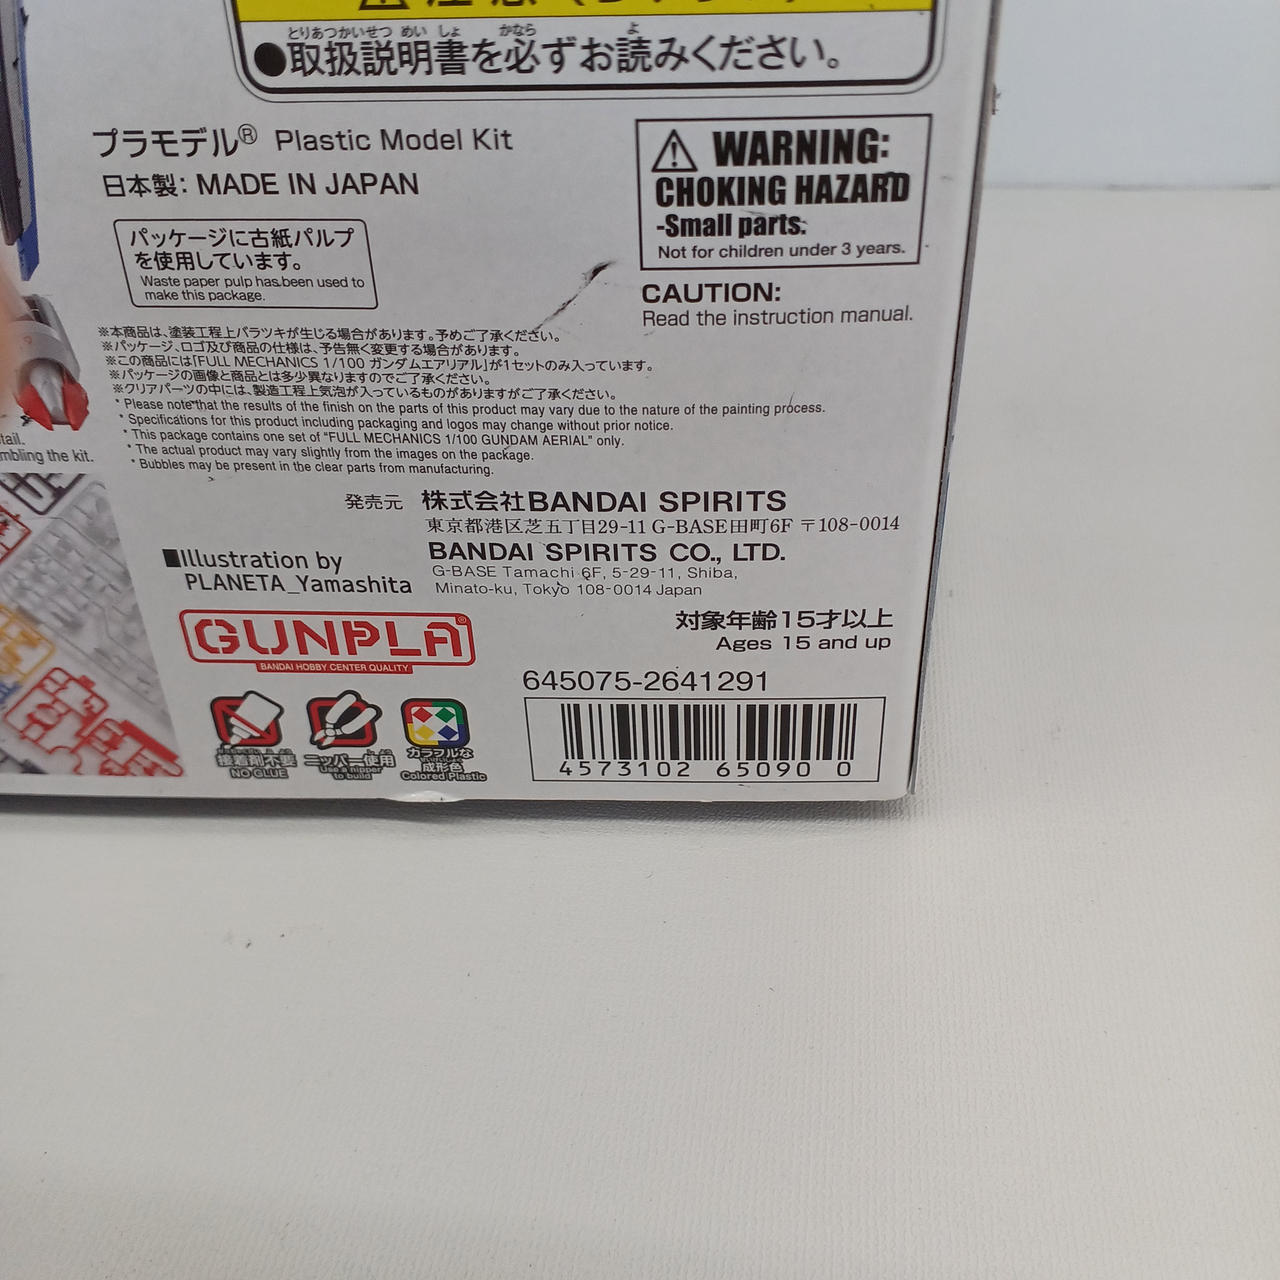 ●取扱説明書を必ずお読みください。
とりあつかいせつ めい しょ かなら よ
プラモデル® Plastic Model Kit
日本製: MADE IN JAPAN
パッケージに古紙パルプ
を使用しています。
Waste paper pulp has been used to
make this package.
WARNING:
CHOKING HAZARD
-Small parts.
Not for children under 3 years.
CAUTION:
Read the instruction manual.
※本商品は、塗装工程上バラツキが生じる場合があります。予めご了承ください。
※パッケージ、ロゴ及び商品の仕様は、予告無く変更する場合があります。
※この商品には「FULL MECHANICS 1/100 ガンダムエアリアル」が1セットのみ入っています。
※パッケージの画像と商品とは多少異なりますのでご了承ください。
※クリアパーツの中には、製造工程上気泡が入っているものがありますがご了承ください。
* Please note that the results of the finish on the parts of this product may vary due to the nature of the painting process.
* Specifications for this product including packaging and logos may change without prior notice.
* This package contains one set of "FULL MECHANICS 1/100 GUNDAM AERIAL" only.
* The actual product may vary slightly from the images on the package.
* Bubbles may be present in the clear parts from manufacturing.
the kit.
発売元 株式会社BANDAI SPIRITS
東京都港区芝五丁目29-11 G-BASE田町6F 〒108-0014
BANDAI SPIRITS CO., LTD.
G-BASE Tamachi 6F, 5-29-11, Shiba,
Minato-ku, Tokyo 108-0014 Japan
■Illustration by
PLANETA_Yamashita
GUNPLA®
BANDAI HOBBY CENTER QUALITY
対象年齢15才以上
Ages 15 and up
645075-2641291
4573102 65090 0
接着剤不要
NO GLUE
ニッパー使用
Use a nipper
to build
カラフルな
成形色
Colored Plastic